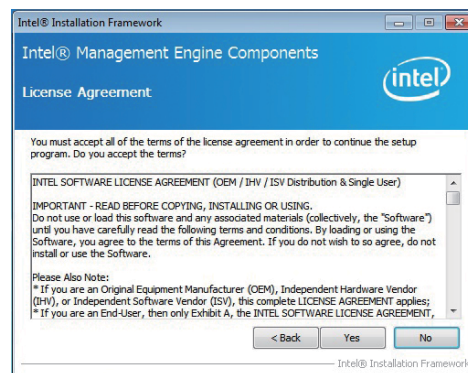 Intel® Installation Framework
Intel® Management Engine Components
License Agreement
(intel)
You must accept all of the terms of the license agreement in order to continue the setup
program. Do you accept the terms?
INTEL SOFTWARE LICENSE AGREEMENT (OEM / IHV / ISV Distribution & Single User)
IMPORTANT - READ BEFORE COPYING, INSTALLING OR USING.
Do not use or load this software and any associated materials (collectively, the "Software")
until you have carefully read the following terms and conditions. By loading or using the
Software, you agree to the terms of this Agreement. If you do not wish to so agree, do not
install or use the Software.
Please Also Note:
* If you are an Original Equipment Manufacturer (OEM), Independent Hardware Vendor
(IHV), or Independent Software Vendor (ISV), this complete LICENSE AGREEMENT applies;
* If you are an End-User, then only Exhibit A, the INTEL SOFTWARE LICENSE AGREEMENT,
< Back Yes No
Intel® Installation Framework